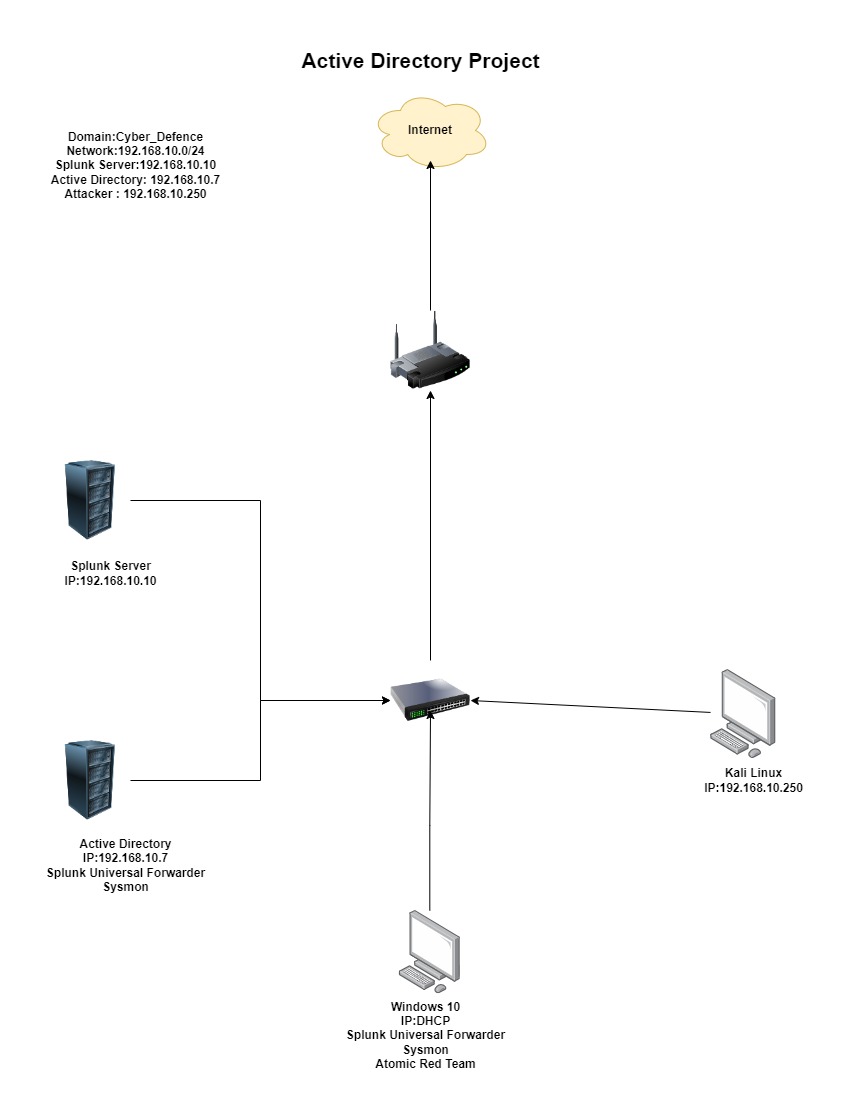 Active Directory Project
Internet
Domain:Cyber_Defence
Network:192.168.10.0/24
Splunk Server:192.168.10.10
Active Directory: 192.168.10.7
Attacker : 192.168.10.250
Splunk Server
IP:192.168.10.10
Kali Linux
IP:192.168.10.250
Active Directory
IP:192.168.10.7
Splunk Universal Forwarder
Sysmon
Windows 10
IP:DHCP
Splunk Universal Forwarder
Sysmon
Atomic Red Team